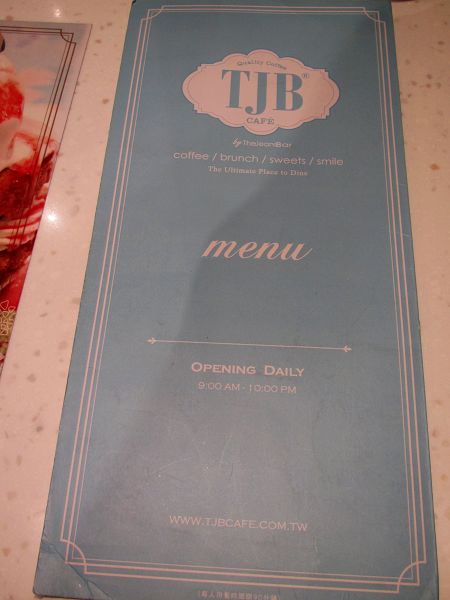 Quality Coffee
TJB®
CAFÉ
by TheJeanBar
coffee / brunch / sweets / smile
The Ultimate Place to Dine
menu
OPENING DAILY
9:00 AM - 10:00 PM
WWW.TJBCAFE.COM.TW